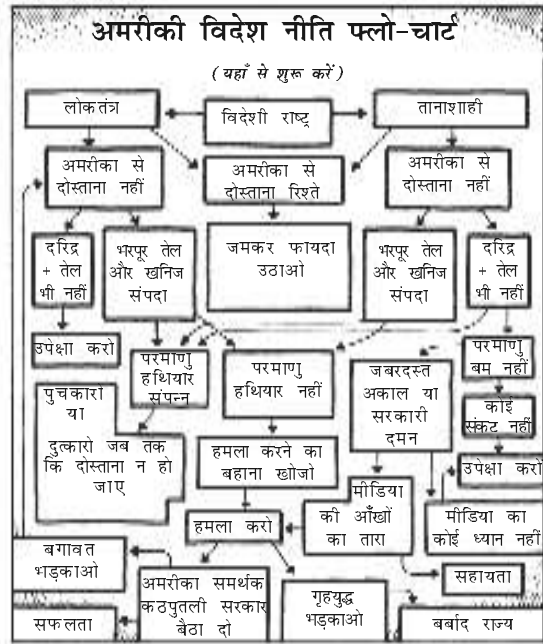 अमरीकी विदेश नीति फ्लो-चार्ट
(यहाँ से शुरू करें)
लोकतंत्र
विदेशी राष्ट्र
तानाशाही
अमरीका से
दोस्ताना नहीं
अमरीका से
दोस्ताना रिश्ते
अमरीका से
दोस्ताना नहीं
दरिद्र
+ तेल
भी नहीं
भरपूर तेल
और खनिज
संपदा
जमकर फायदा
उठाओ
भरपूर तेल
और खनिज
संपदा
दरिद्र
+ तेल
भी नहीं
उपेक्षा करो
परमाणु
हथियार
संपन्न
परमाणु
हथियार नहीं
जबरदस्त
अकाल या
सरकारी
दमन
परमाणु
बम नहीं
पुचकारो या
दुत्कारो जब तक
कि दोस्ताना न हो
जाए
कोई
संकट नहीं
हमला करने का
बहाना खोजो
उपेक्षा करो
मीडिया
की आँखों
का तारा
मीडिया का
कोई ध्यान नहीं
हमला करो
बगावत
भड़काओ
सहायता
अमरीका समर्थक
कठपुतली सरकार
बैठा दो
गृहयुद्ध
भड़काओ
सफलता
बर्बाद राज्य